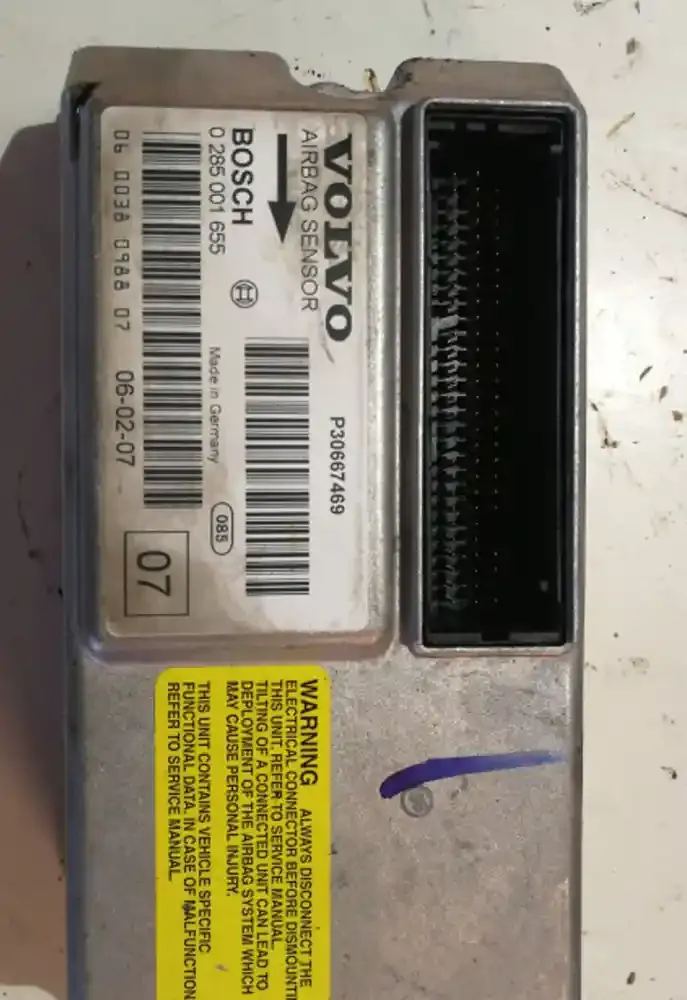 VOLVO
AIRBAG SENSOR
P30667469
BOSCH
0 285 001 655
Made in Germany
085
06 0038 0988 07
06-02-07
07
WARNING ALWAYS DISCONNECT THE
ELECTRICAL CONNECTOR BEFORE DISMOUNTI
THIS UNIT. REFER TO SERVICE MANUAL.
TILTING OF A CONNECTED UNIT CAN LEAD TO
DEPLOYMENT OF THE AIRBAG SYSTEM WHICH
MAY CAUSE PERSONAL INJURY.
THIS UNIT CONTAINS VEHICLE SPECIFIC
FUNCTIONAL DATA. IN CASE OF MALFUNCTION
REFER TO SERVICE MANUAL.